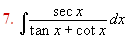 7. ∫ sec x / (tan x + cot x) dx